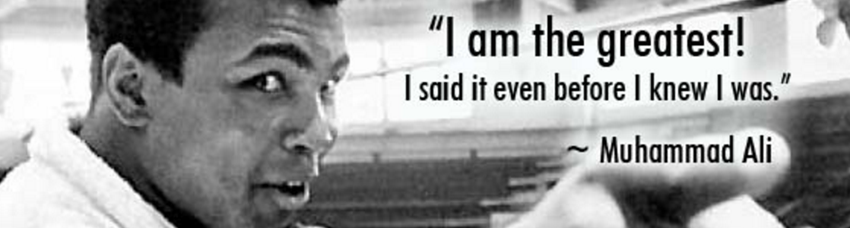 “I am the greatest!
I said it even before I knew I was.”
~ Muhammad Ali